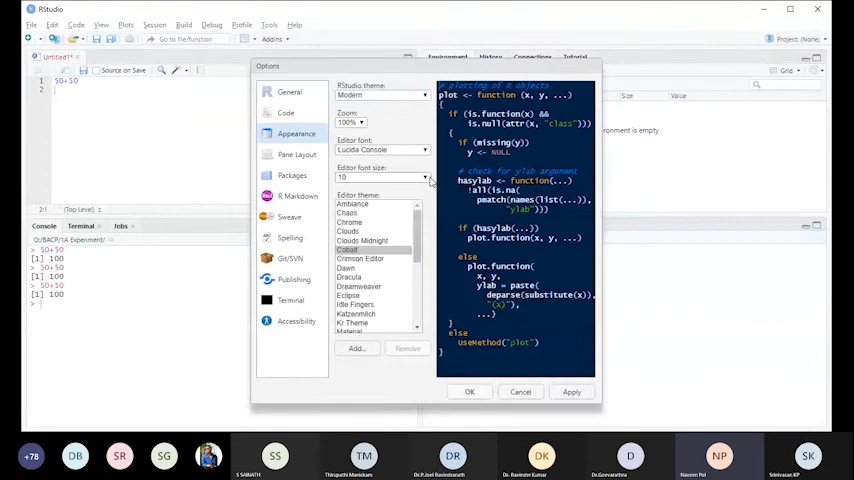 RStudio
File Edit Code View Plots Session Build Debug Profile Tools Help
Go to file/function Addins Project: (None)
Untitled1* Environment History Connections Tutorial
Source on Save Grid
1 50+50
2
Size Value
2:1 (Top Level)
Console Terminal Jobs
D:/BACP/1A Experiment/
> 50+50
[1] 100
> 50+50
[1] 100
> 50+50
[1] 100
>
Options
General
Code
Appearance
Pane Layout
Packages
R Markdown
Sweave
Spelling
Git/SVN
Publishing
Terminal
Accessibility
RStudio theme:
Modern
Zoom:
100%
Editor font:
Lucida Console
Editor font size:
10
Editor theme:
Ambiance
Chaos
Chrome
Clouds
Clouds Midnight
Cobalt
Crimson Editor
Dawn
Dracula
Dreamweaver
Eclipse
Idle Fingers
Katzenmilch
Kr Theme
Material
Add... Remove
# plotting of R objects
plot <- function (x, y, ...)
{
if (is.function(x) &&
is.null(attr(x, "class")))
{
if (missing(y))
y <- NULL
# check for ylab argument
hasylab <- function(...)
!all(is.na(
pmatch(names(list(...)),
"ylab")))
if (hasylab(...))
plot.function(x, y, ...)
else
plot.function(
x, y,
ylab = paste(
deparse(substitute(x)),
"(x)"),
...)
}
else
UseMethod("plot")
}
OK Cancel Apply
ronment is empty
+78 DB SR SG SS TM DR DK D NP SK
S SAINATH Thirupathi Manickam Dr.P.Joel Ravindranath Dr. Ravinder Kumar Dr.Geevarathna Naveen Pol Srinivasan KP